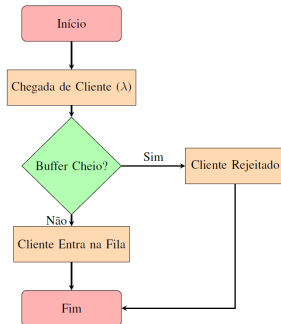 Início
Chegada de Cliente (λ)
Buffer Cheio?
Sim
Cliente Rejeitado
Não
Cliente Entra na Fila
Fim